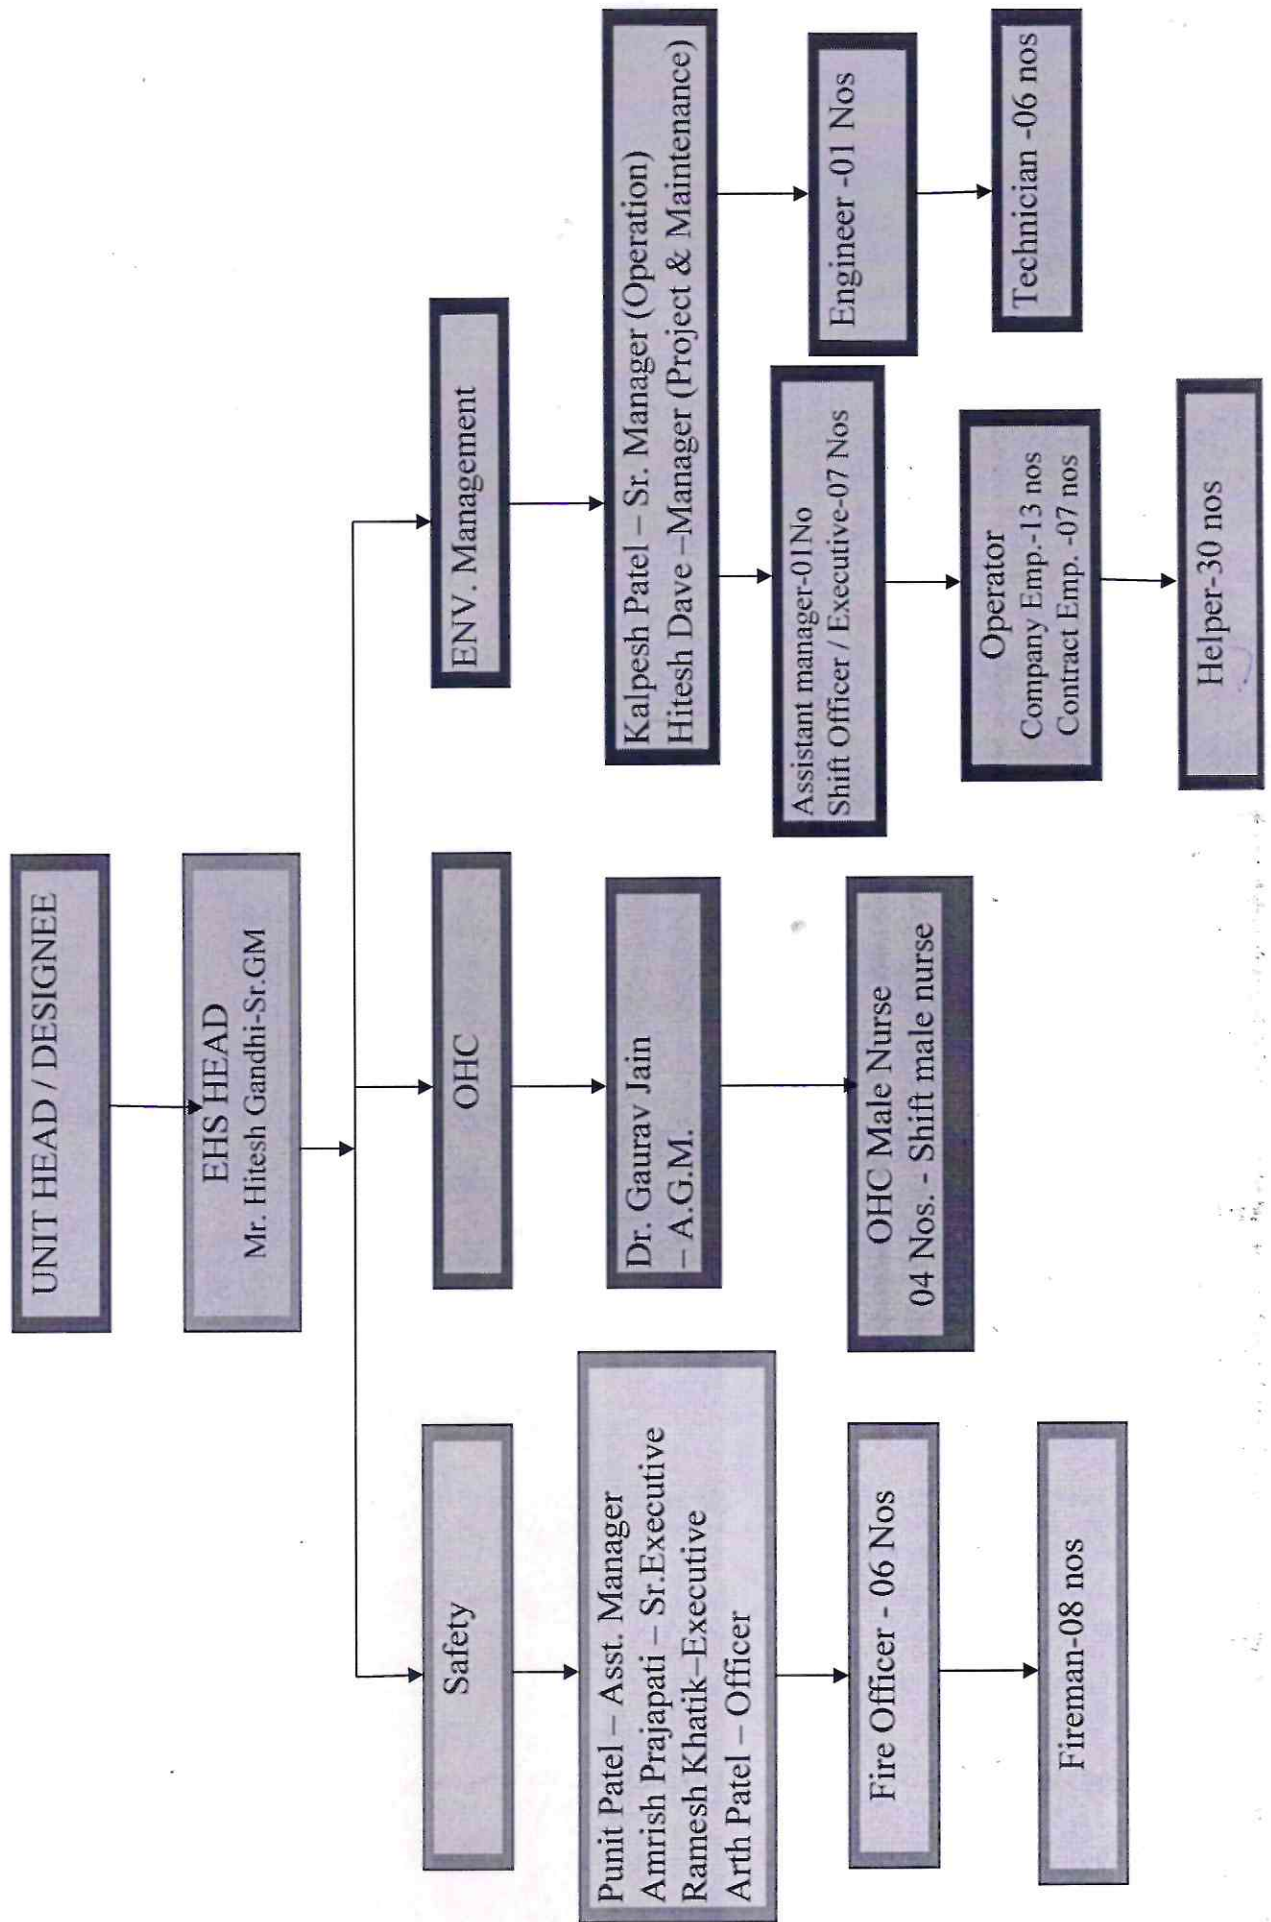 UNIT HEAD / DESIGNEE
EHS HEAD
Mr. Hitesh Gandhi-Sr.GM
Safety
Punit Patel – Asst. Manager
Amrish Prajapati – Sr.Executive
Ramesh Khatik–Executive
Arth Patel – Officer
Fire Officer - 06 Nos
Fireman-08 nos
OHC
Dr. Gaurav Jain
– A.G.M.
OHC Male Nurse
04 Nos. - Shift male nurse
ENV. Management
Kalpesh Patel – Sr. Manager (Operation)
Hitesh Dave –Manager (Project & Maintenance)
Assistant manager-01No
Shift Officer / Executive-07 Nos
Operator
Company Emp.-13 nos
Contract Emp. -07 nos
Helper-30 nos
Engineer -01 Nos
Technician -06 nos